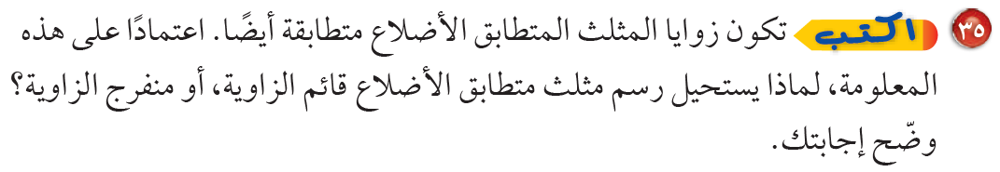 ٣٥ اكتب تكون زوايا المثلث المتطابق الأضلاع متطابقة أيضًا. اعتمادًا على هذه
المعلومة، لماذا يستحيل رسم مثلث متطابق الأضلاع قائم الزاوية، أو منفرج الزاوية؟
وضّح إجابتك.